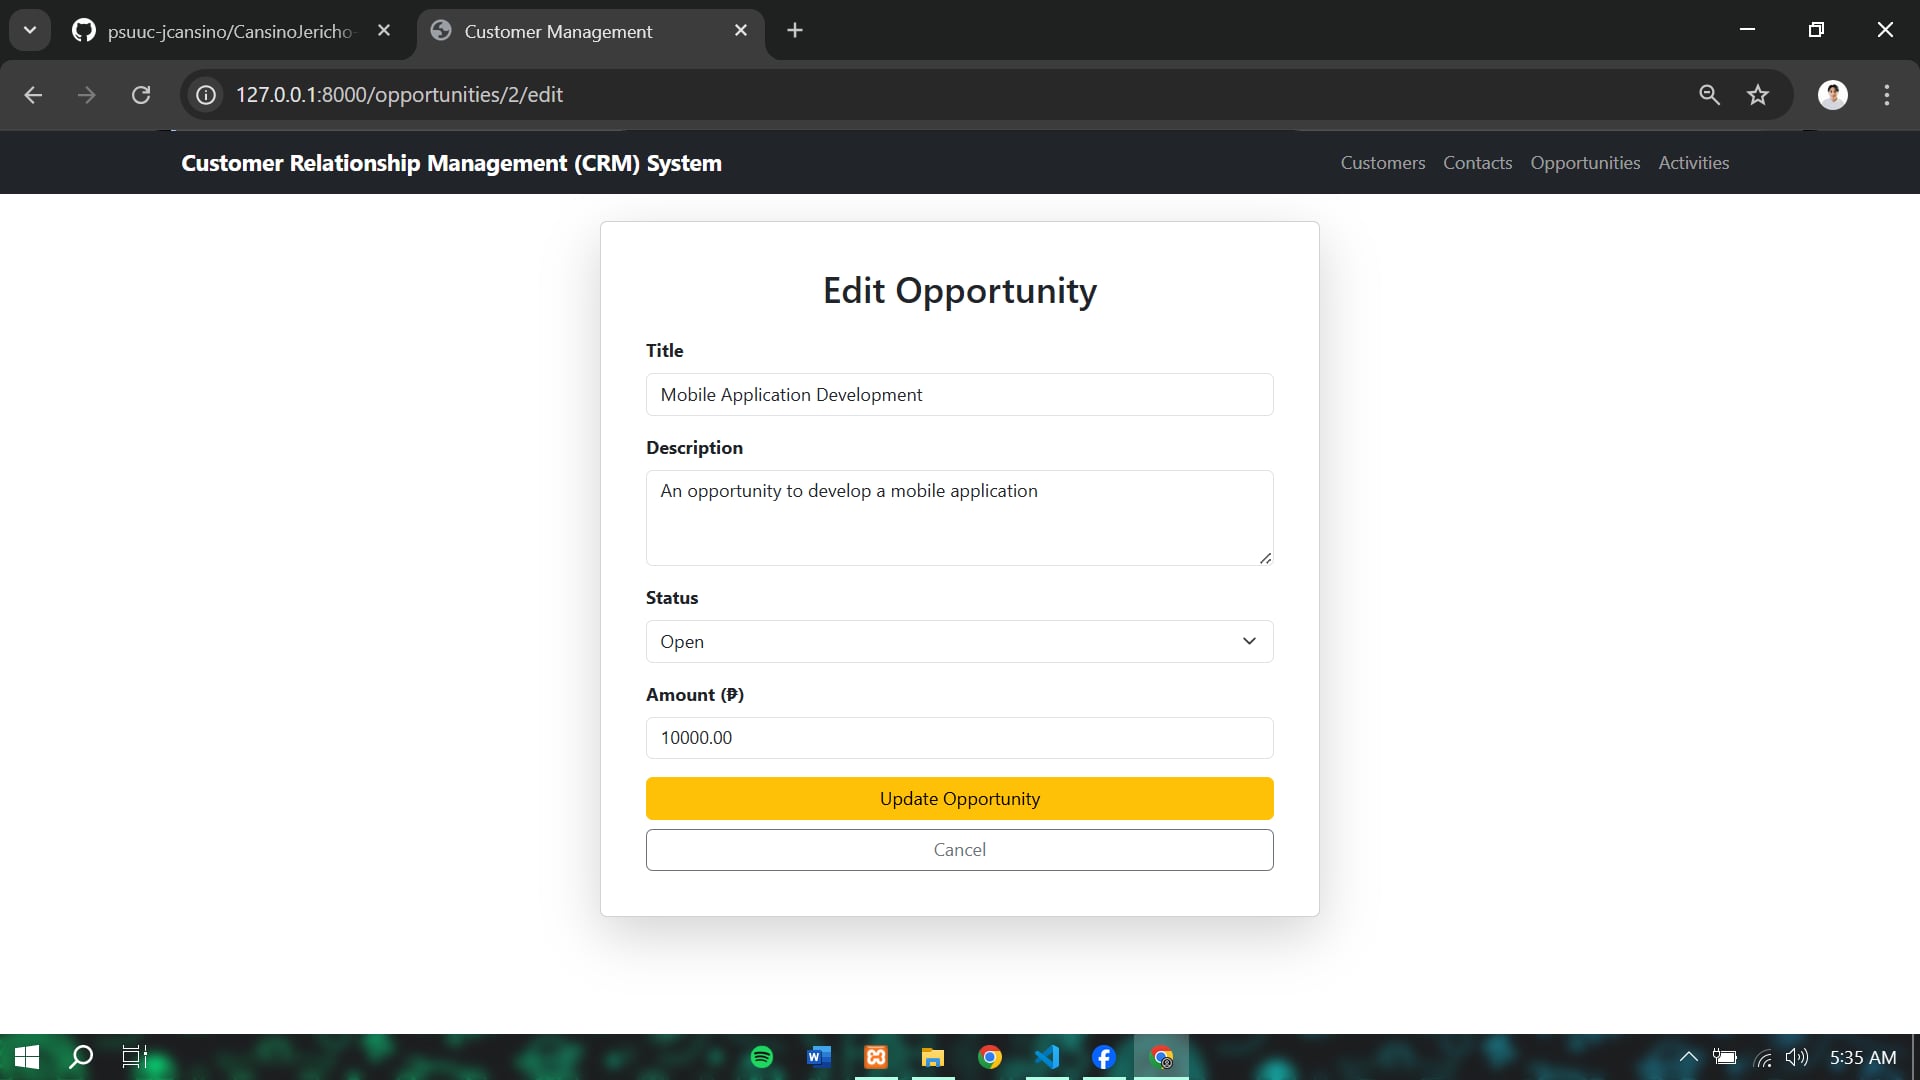 psuuc-jcansino/CansinoJericho-
Customer Management
127.0.0.1:8000/opportunities/2/edit
Customer Relationship Management (CRM) System
Customers
Contacts
Opportunities
Activities
Edit Opportunity
Title
Mobile Application Development
Description
An opportunity to develop a mobile application
Status
Open
Amount (₱)
10000.00
Update Opportunity
Cancel
5:35 AM